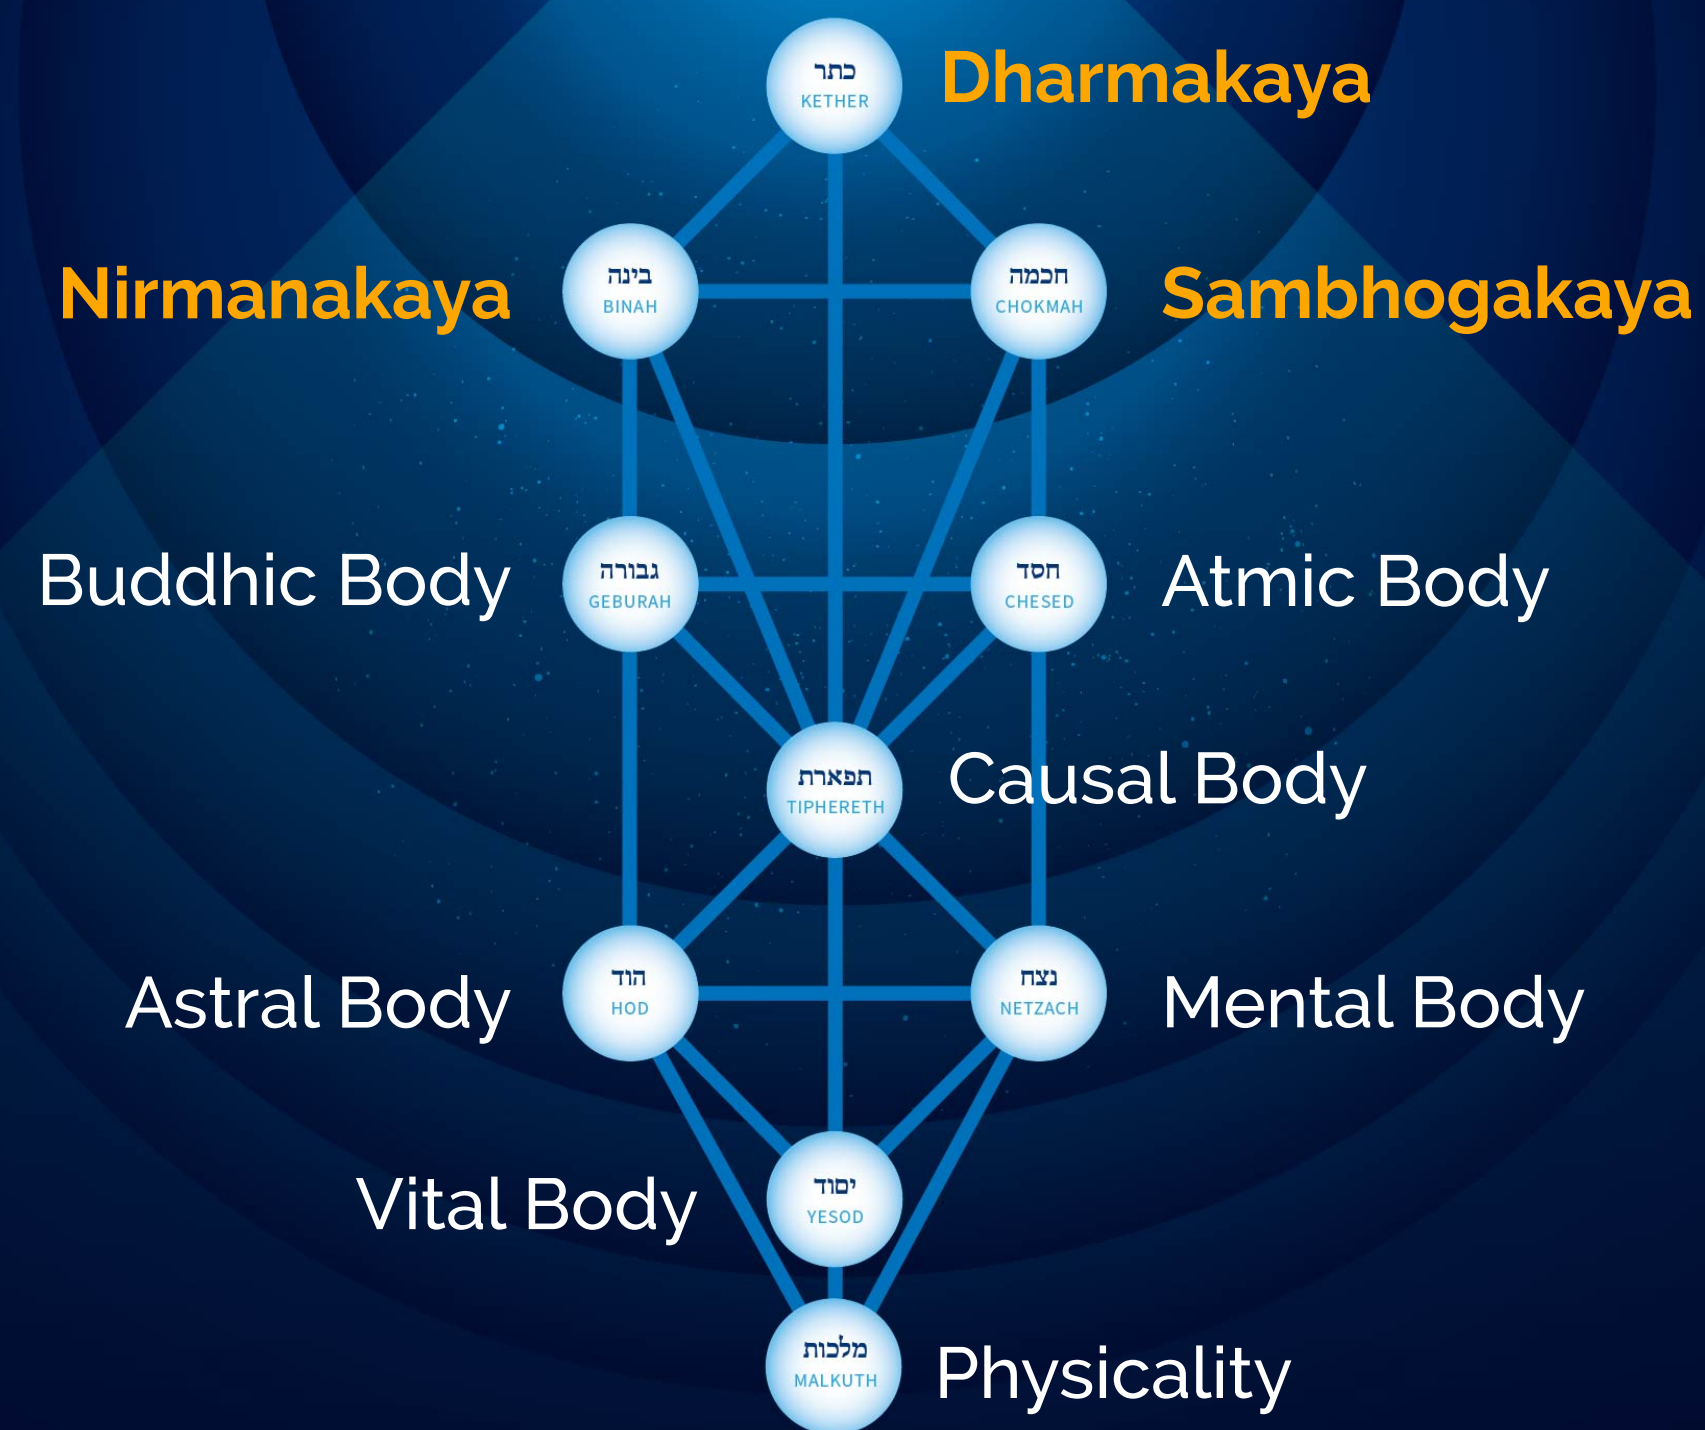 כתר
KETHER
Dharmakaya
Nirmanakaya
בינה
BINAH
חכמה
CHOKMAH
Sambhogakaya
Buddhic Body
גבורה
GEBURAH
חסד
CHESED
Atmic Body
תפארת
TIPHERETH
Causal Body
Astral Body
הוד
HOD
נצח
NETZACH
Mental Body
Vital Body
יסוד
YESOD
מלכות
MALKUTH
Physicality